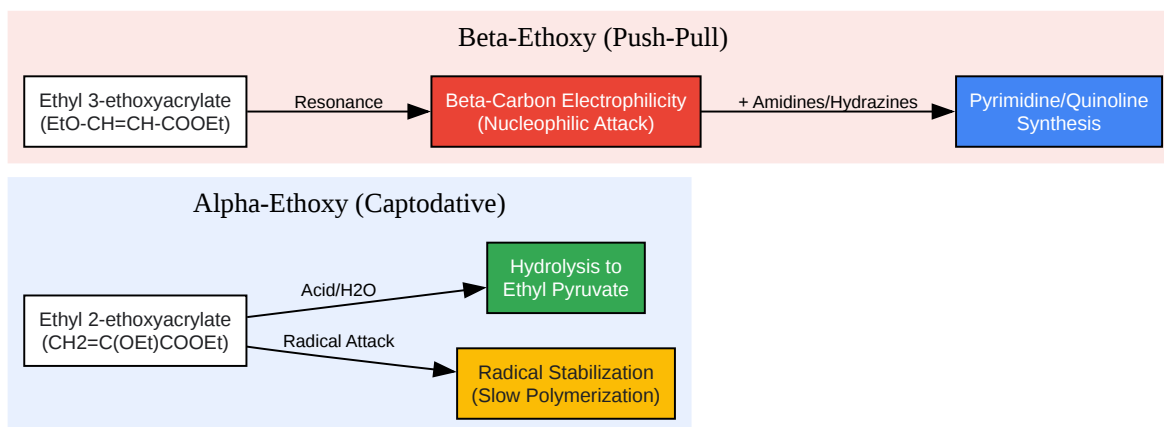 Beta-Ethoxy (Push-Pull)
Ethyl 3-ethoxyacrylate
(EtO-CH=CH-COOEt)
Resonance
Beta-Carbon Electrophilicity
(Nucleophilic Attack)
+ Amidines/Hydrazines
Pyrimidine/Quinoline
Synthesis
Alpha-Ethoxy (Captodative)
Ethyl 2-ethoxyacrylate
(CH2=C(OEt)COOEt)
Acid/H2O
Hydrolysis to
Ethyl Pyruvate
Radical Attack
Radical Stabilization
(Slow Polymerization)